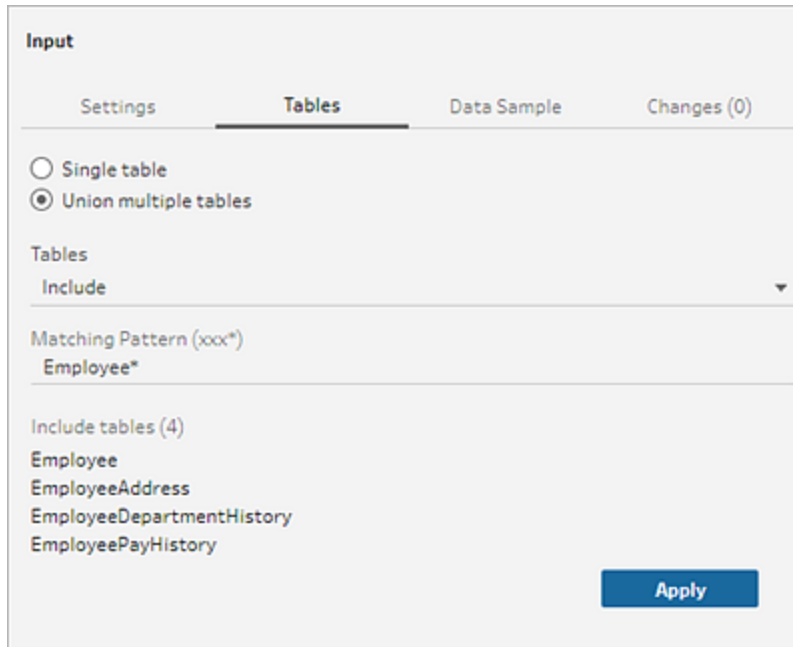 Input
Settings Tables Data Sample Changes (0)
Single table
Union multiple tables
Tables
Include
Matching Pattern (xxx*)
Employee*
Include tables (4)
Employee
EmployeeAddress
EmployeeDepartmentHistory
EmployeePayHistory
Apply